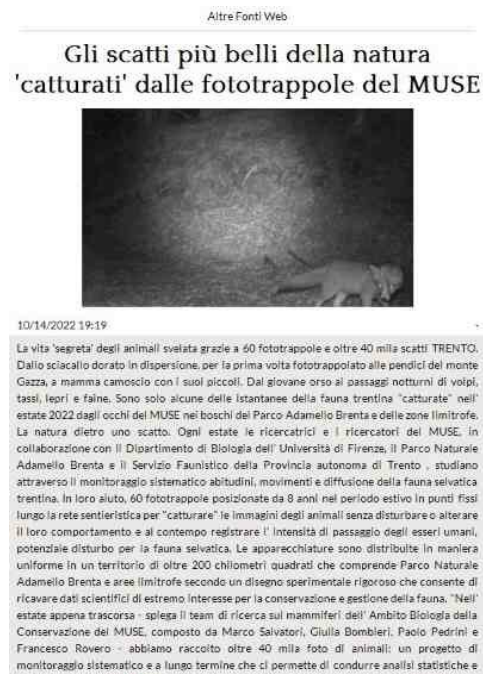 Altre Fonti Web
Gli scatti più belli della natura
'catturati' dalle fototrappole del MUSE
10/14/2022 19:19
La vita 'segreta' degli animali svelata grazie a 60 fototrappole e oltre 40 mila scatti TRENTO.
Dallo sciacallo dorato in dispersione, per la prima volta fototrappolato alle pendici del monte
Gazza, a mamma camoscio con i suoi piccoli. Dal giovane orso ai passaggi notturni di volpi,
tassi, lepri e faine. Sono solo alcune delle istantanee della fauna trentina "catturate" nell'
estate 2022 dagli occhi del MUSE nei boschi del Parco Adamello Brenta e delle zone limitrofe.
La natura dietro uno scatto. Ogni estate le ricercatrici e i ricercatori del MUSE, in
collaborazione con il Dipartimento di Biologia dell' Università di Firenze, il Parco Naturale
Adamello Brenta e il Servizio Faunistico della Provincia autonoma di Trento , studiano
attraverso il monitoraggio sistematico abitudini, movimenti e diffusione della fauna selvatica
trentina. In loro aiuto, 60 fototrappole posizionate da 8 anni nel periodo estivo in punti fissi
lungo la rete sentieristica per "catturare" le immagini degli animali senza disturbare o alterare
il loro comportamento e al contempo registrare l' intensità di passaggio degli esseri umani,
potenziale disturbo per la fauna selvatica. Le apparecchiature sono distribuite in maniera
uniforme in un territorio di oltre 200 chilometri quadrati che comprende Parco Naturale
Adamello Brenta e aree limitrofe secondo un disegno sperimentale rigoroso che consente di
ricavare dati scientifici di estremo interesse per la conservazione e gestione della fauna. "Nell'
estate appena trascorsa - spiega il team di ricerca sui mammiferi dell' Ambito Biologia della
Conservazione del MUSE, composto da Marco Salvatori, Giulia Bombieri, Paolo Pedrini e
Francesco Rovero - abbiamo raccolto oltre 40 mila foto di animali: un progetto di
monitoraggio sistematico e a lungo termine che ci permette di condurre analisi statistiche e